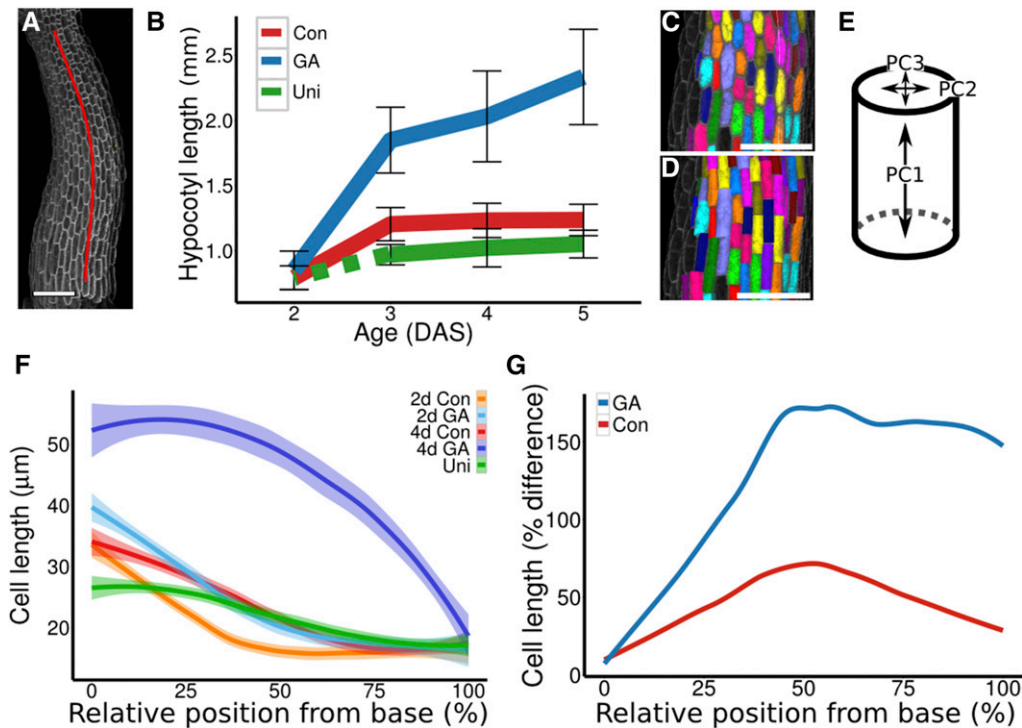 A
B
Hypocotyl length (mm)
2.5
2.0
1.5
1.0
Con
GA
Uni
2
3
4
5
Age (DAS)
C
D
E
PC3
PC2
PC1
F
Cell length (μm)
50
40
30
20
2d Con
2d GA
4d Con
4d GA
Uni
0
25
50
75
100
Relative position from base (%)
G
Cell length (% difference)
150
100
50
0
GA
Con
0
25
50
75
100
Relative position from base (%)